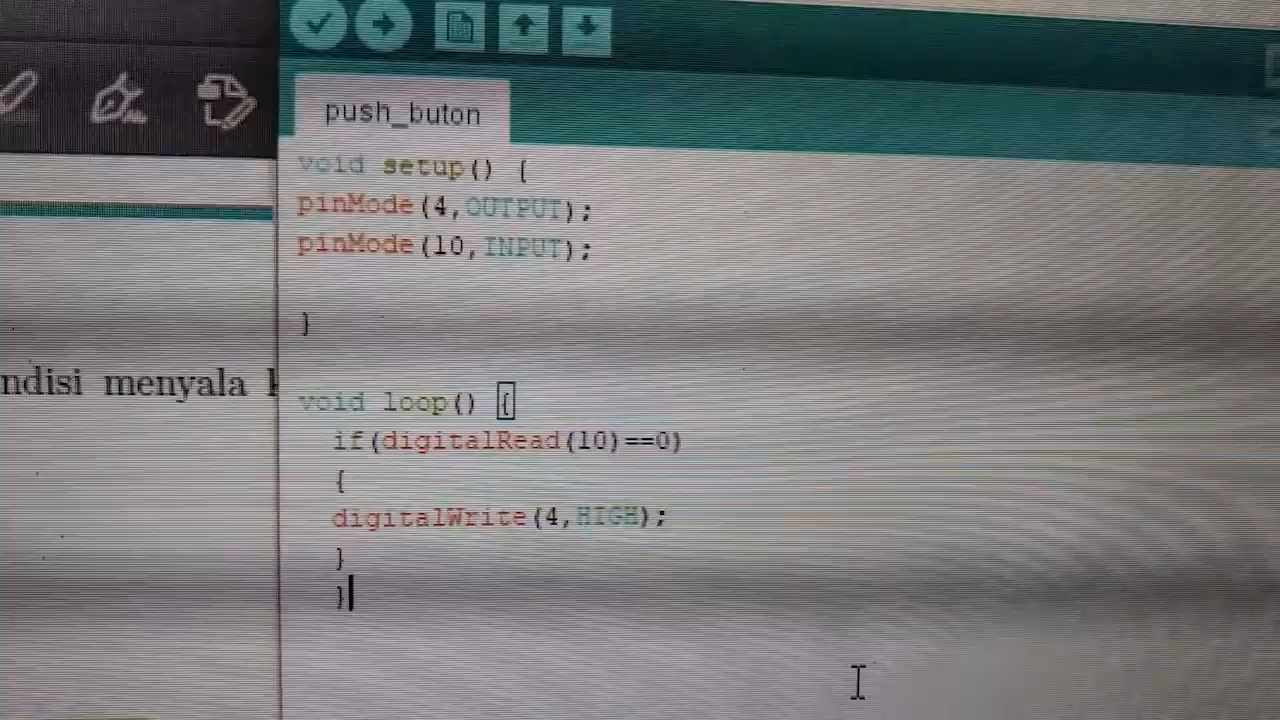 push_buton
void setup() {
pinMode(4,OUTPUT);
pinMode(10,INPUT);
}
ndisi menyala
void loop() {
if(digitalRead(10)==0)
{
digitalWrite(4,HIGH);
}
}